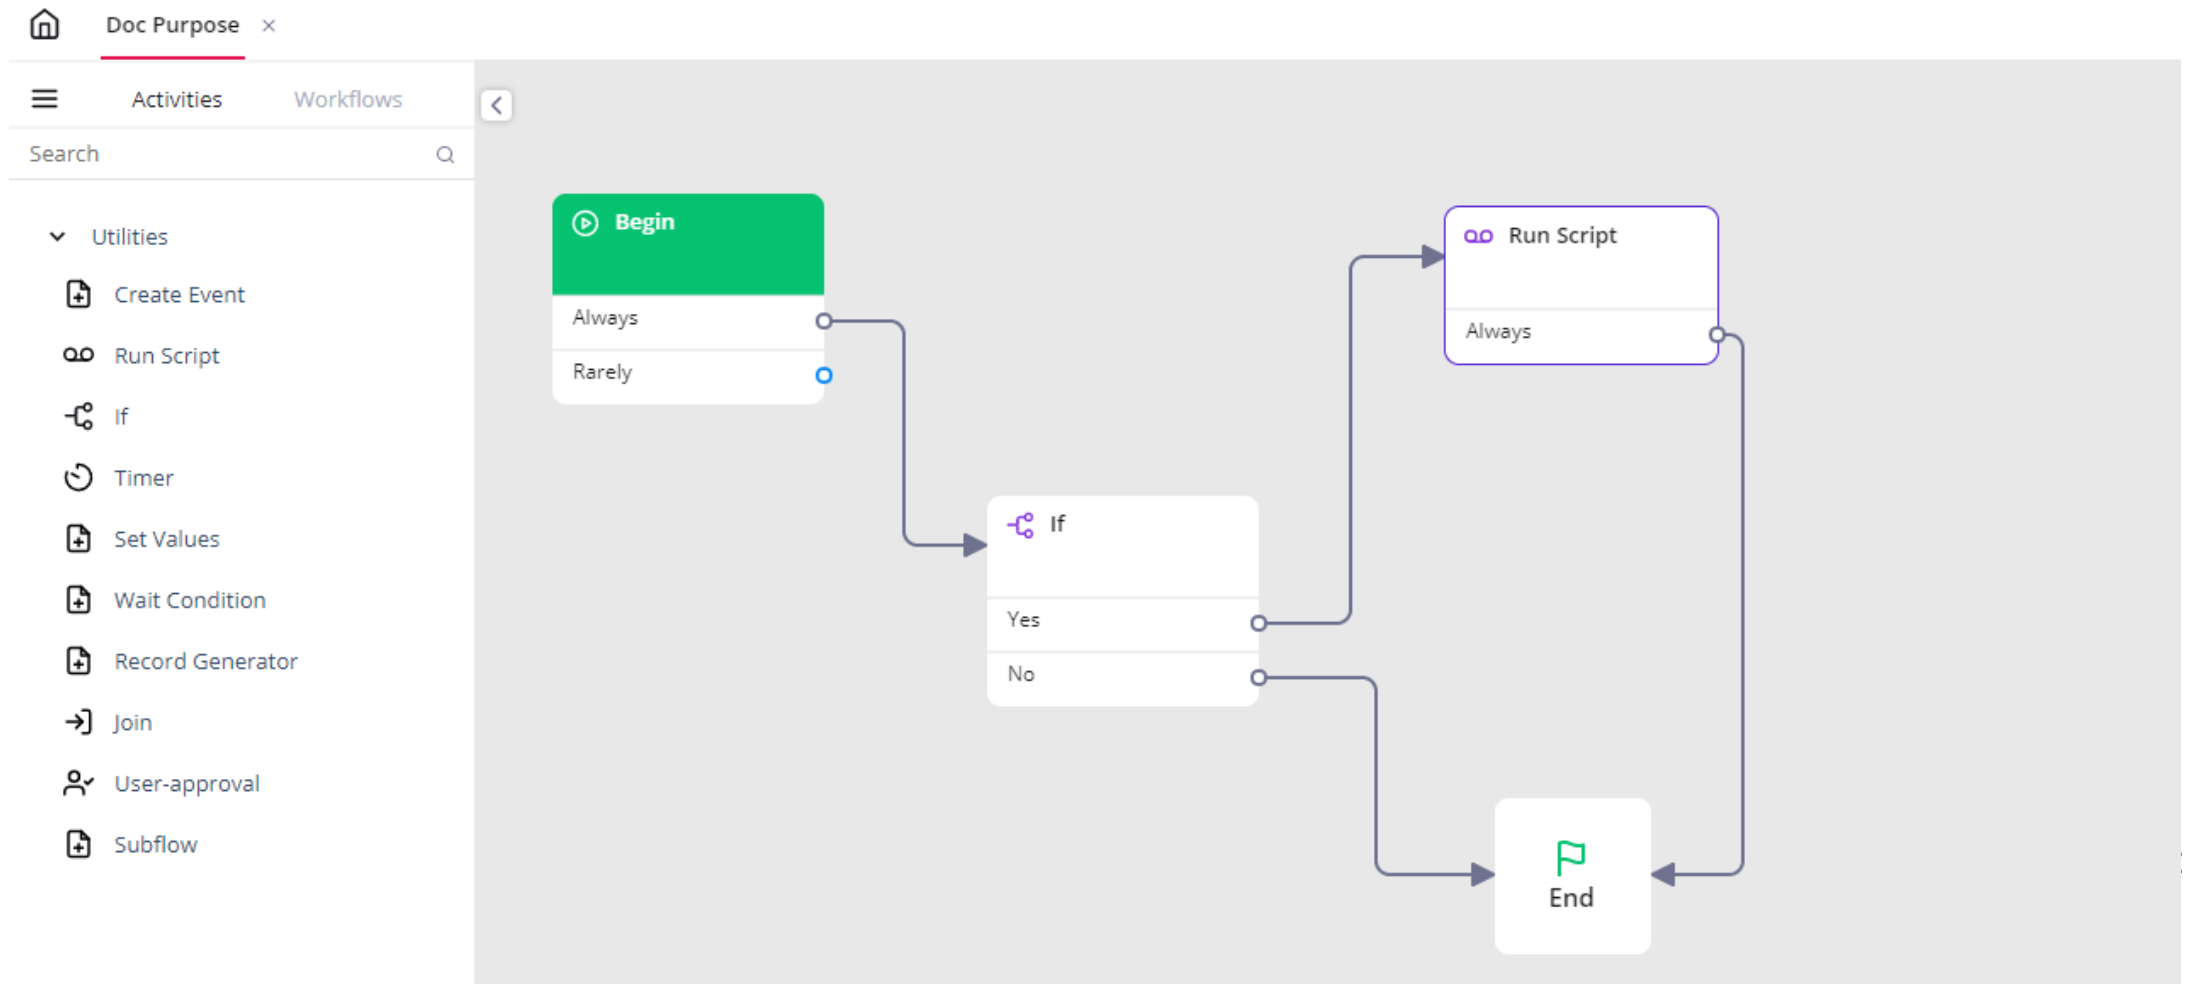 Doc Purpose
Activities Workflows
Search
Utilities
Create Event
Run Script
If
Timer
Set Values
Wait Condition
Record Generator
Join
User-approval
Subflow
Begin
Always
Rarely
If
Yes
No
Run Script
Always
End